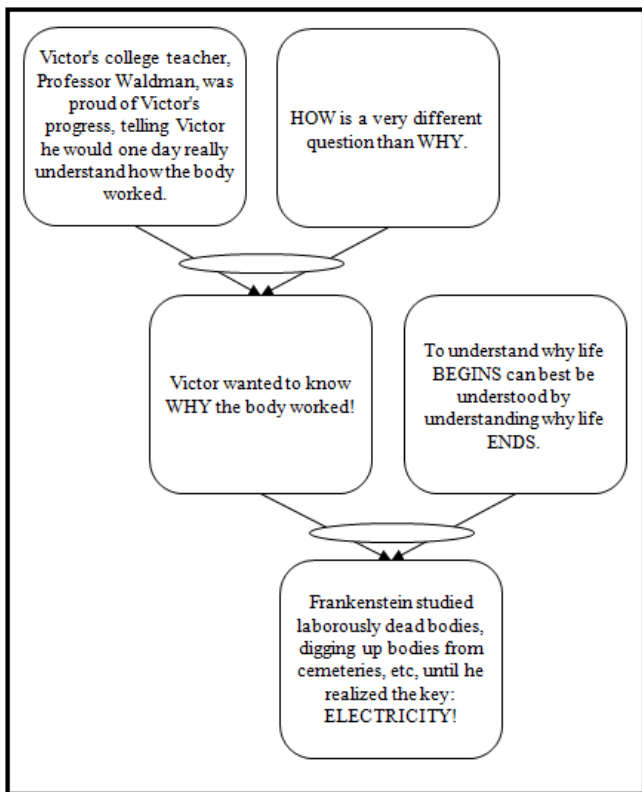 Victor's college teacher,
Professor Waldman, was
proud of Victor's
progress, telling Victor
he would one day really
understand how the body
worked.
HOW is a very different
question than WHY.
Victor wanted to know
WHY the body worked!
To understand why life
BEGINS can best be
understood by
understanding why life
ENDS.
Frankenstein studied
laborously dead bodies,
digging up bodies from
cemeteries, etc, until he
realized the key:
ELECTRICITY!